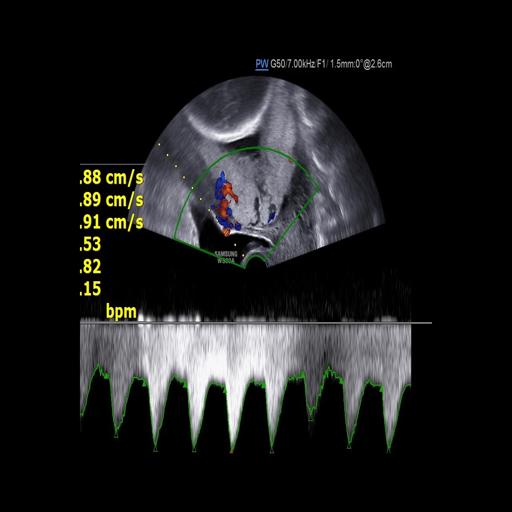 PW G50/7.00kHz/F1/ 1.5mm:0°@2.6cm
.88 cm/s
.89 cm/s
.91 cm/s
.53
.82
.15
bpm
SAMSUNG
WS80A